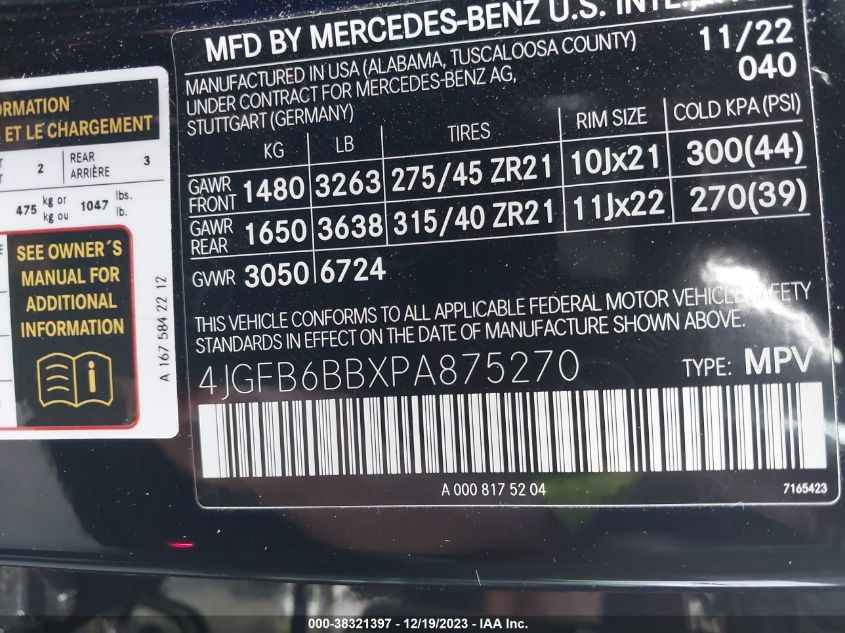 MFD BY MERCEDES-BENZ U.S.
11/22
040
MANUFACTURED IN USA (ALABAMA, TUSCALOOSA COUNTY)
UNDER CONTRACT FOR MERCEDES-BENZ AG,
STUTTGART (GERMANY)
KG LB TIRES RIM SIZE COLD KPA (PSI)
GAWR FRONT 1480 3263 275/45 ZR21 10Jx21 300(44)
GAWR REAR 1650 3638 315/40 ZR21 11Jx22 270(39)
GVWR 3050 6724
THIS VEHICLE CONFORMS TO ALL APPLICABLE FEDERAL MOTOR VEHICLE SAFETY
STANDARDS IN EFFECT ON THE DATE OF MANUFACTURE SHOWN ABOVE.
4JGFB6BBXPA875270 TYPE: MPV
A 000 817 52 04 7165423
ET LE CHARGEMENT
2 REAR ARRIÈRE 3
475 kg or kg ou 1047 lbs. lb.
SEE OWNER´S
MANUAL FOR
ADDITIONAL
INFORMATION
A 167 584 22 12
000-38321397 - 12/19/2023 - IAA Inc.